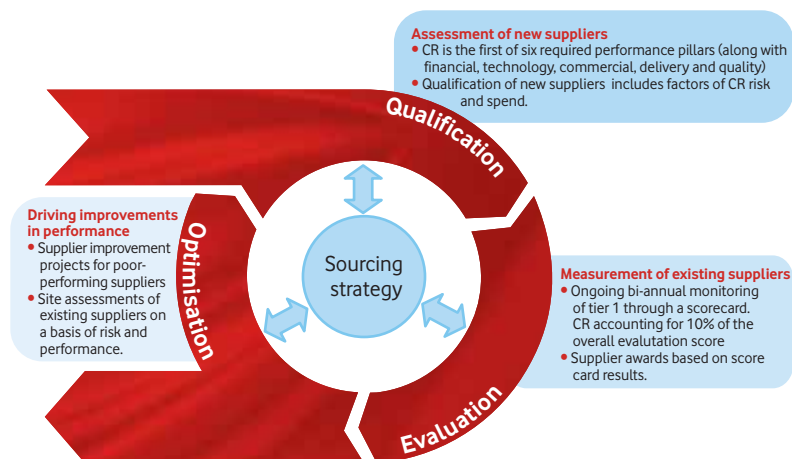 Assessment of new suppliers
• CR is the first of six required performance pillars (along with
financial, technology, commercial, delivery and quality)
• Qualification of new suppliers includes factors of CR risk
and spend.
Qualification
Driving improvements
in performance
• Supplier improvement
projects for poor-
performing suppliers
• Site assessments of
existing suppliers on
a basis of risk and
performance.
Optimisation
Sourcing
strategy
Measurement of existing suppliers
• Ongoing bi-annual monitoring
of tier 1 through a scorecard.
CR accounting for 10% of the
overall evalutation score
• Supplier awards based on score
card results.
Evaluation